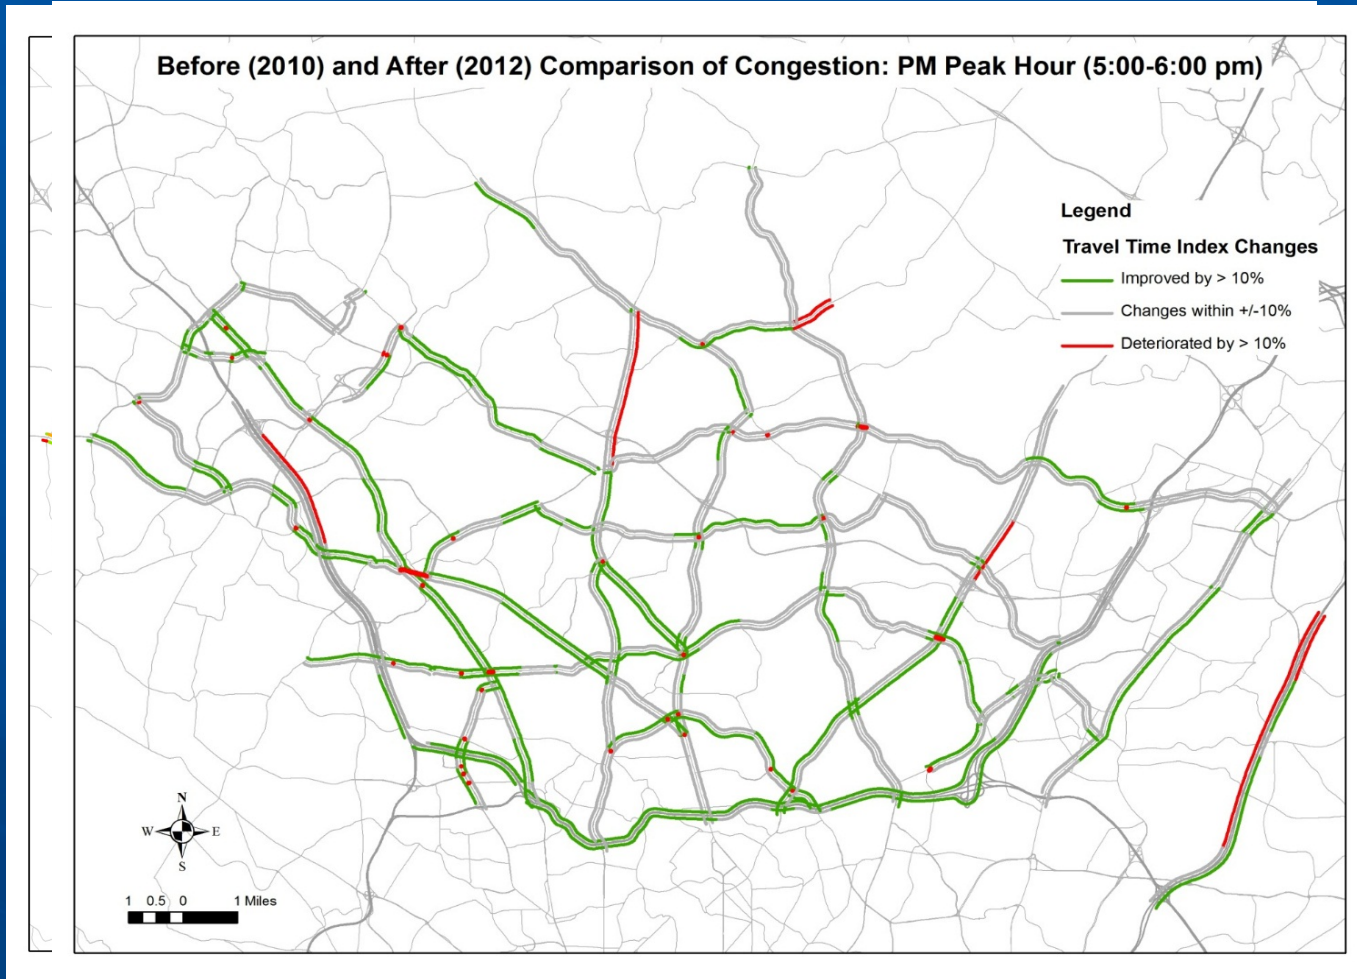 Before (2010) and After (2012) Comparison of Congestion: PM Peak Hour (5:00-6:00 pm)
Legend
Travel Time Index Changes
Improved by > 10%
Changes within +/-10%
Deteriorated by > 10%
N
W E
S
1 0.5 0 1 Miles